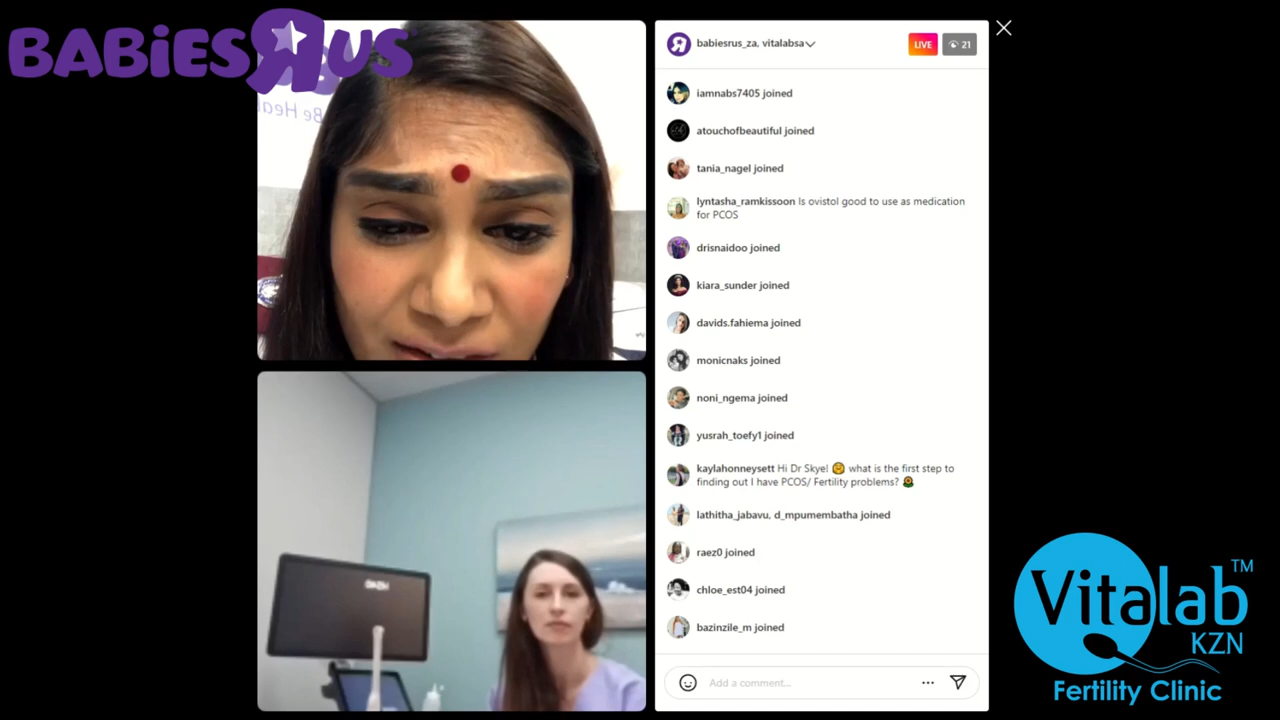 BABIES R US
Be Hea
babiesrus_za, vitalabsa
LIVE
21
iamnabs7405 joined
atouchofbeautiful joined
tania_nagel joined
lyntasha_ramkissoon Is ovistol good to use as medication
for PCOS
drisnaidoo joined
kiara_sunder joined
davids.fahiema joined
monicnaks joined
noni_ngema joined
yusrah_toefy1 joined
kaylahonneysett Hi Dr Skye! 😊 what is the first step to
finding out I have PCOS/ Fertility problems? 🌻
lathitha_jabavu, d_mpumembatha joined
raez0 joined
chloe_est04 joined
bazinzile_m joined
Add a comment...
Vitalab™
KZN
Fertility Clinic